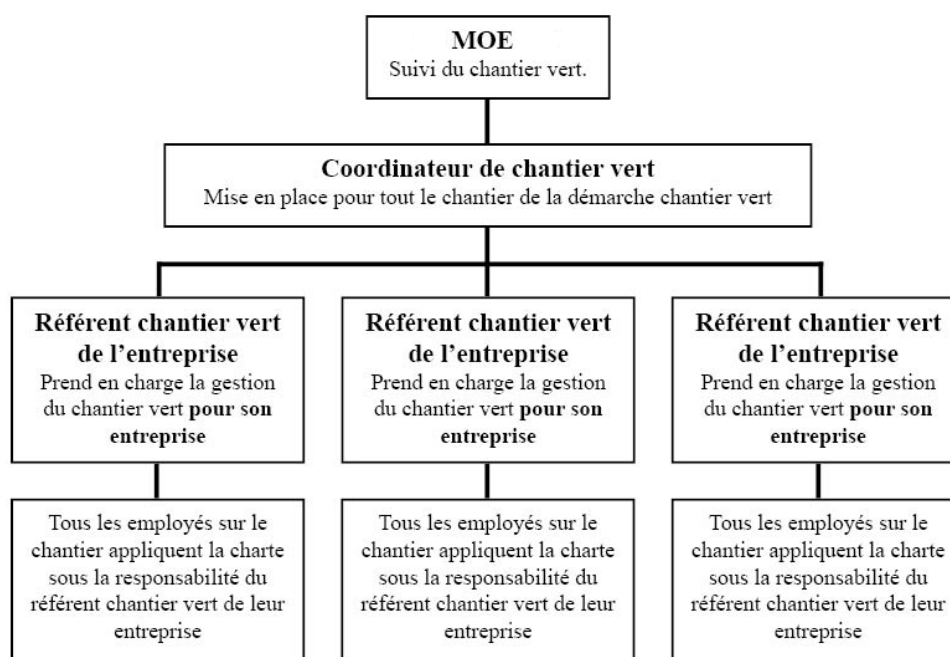 MOE
Suivi du chantier vert.
Coordinateur de chantier vert
Mise en place pour tout le chantier de la démarche chantier vert
Référent chantier vert
de l’entreprise
Prend en charge la gestion
du chantier vert pour son
entreprise
Référent chantier vert
de l’entreprise
Prend en charge la gestion
du chantier vert pour son
entreprise
Référent chantier vert
de l’entreprise
Prend en charge la gestion
du chantier vert pour son
entreprise
Tous les employés sur le
chantier appliquent la charte
sous la responsabilité du
référent chantier vert de leur
entreprise
Tous les employés sur le
chantier appliquent la charte
sous la responsabilité du
référent chantier vert de leur
entreprise
Tous les employés sur le
chantier appliquent la charte
sous la responsabilité du
référent chantier vert de leur
entreprise